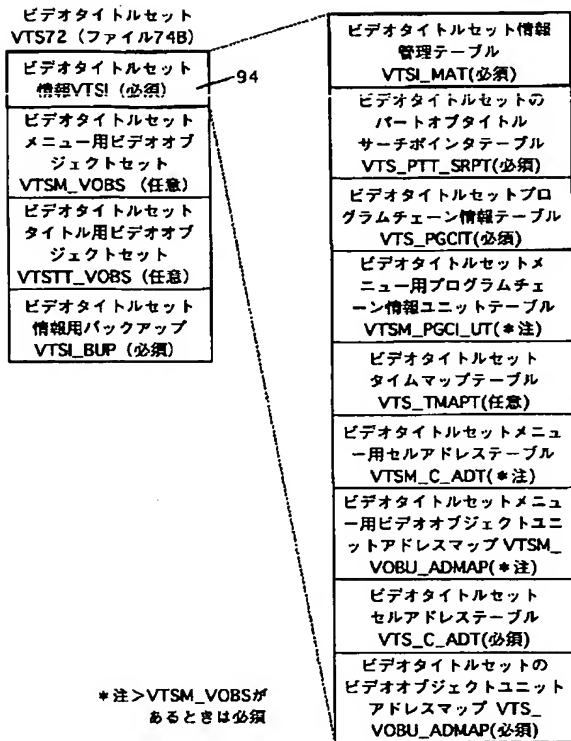 ビデオタイトルセット
VTS72（ファイル74B）
ビデオタイトルセット
情報VTSI（必須）
94
ビデオタイトルセット
メニュー用ビデオオブ
ジェクトセット
VTSM_VOBS（任意）
ビデオタイトルセット
タイトル用ビデオオブ
ジェクトセット
VTSTT_VOBS（任意）
ビデオタイトルセット
情報用バックアップ
VTSI_BUP（必須）
ビデオタイトルセット情報
管理テーブル
VTSI_MAT(必須)
ビデオタイトルセットの
パートオブタイトル
サーチポインタテーブル
VTS_PTT_SRPT(必須)
ビデオタイトルセットプロ
グラムチェーン情報テーブル
VTS_PGCIT(必須)
ビデオタイトルセットメ
ニュー用プログラムチェ
ーン情報ユニットテーブル
VTSM_PGCI_UT(＊注)
ビデオタイトルセット
タイムマップテーブル
VTS_TMAPT(任意)
ビデオタイトルセットメニュ
ー用セルアドレステーブル
VTSM_C_ADT(＊注)
ビデオタイトルセットメニュ
ー用ビデオオブジェクトユニ
ットアドレスマップ VTSM_
VOBU_ADMAP(＊注)
ビデオタイトルセット
セルアドレステーブル
VTS_C_ADT(必須)
ビデオタイトルセットの
ビデオオブジェクトユニット
アドレスマップ VTS_
VOBU_ADMAP(必須)
＊注＞VTSM_VOBSが
あるときは必須